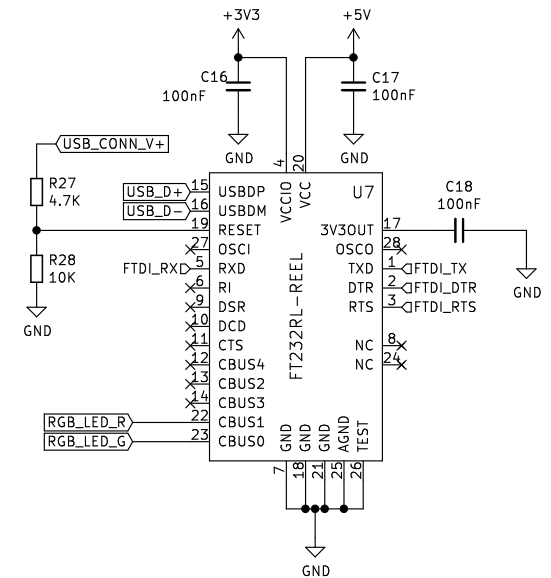 +3V3
+5V
C16
100nF
C17
100nF
GND
GND
USB_CONN_V+
4
20
R27
4.7K
USB_D+
15
USBDP
VCCIO
VCC
U7
C18
100nF
USB_D-
16
USBDM
19
RESET
3V3OUT
17
27
OSCI
OSCO
28
R28
10K
FTDI_RX
5
RXD
TXD
1
FTDI_TX
6
RI
DTR
2
FTDI_DTR
GND
9
DSR
RTS
3
FTDI_RTS
GND
10
DCD
FT232RL-REEL
11
CTS
NC
8
12
CBUS4
NC
24
13
CBUS2
14
CBUS3
RGB_LED_R
22
CBUS1
RGB_LED_G
23
CBUS0
GND
GND
GND
AGND
TEST
7
18
21
25
26
GND